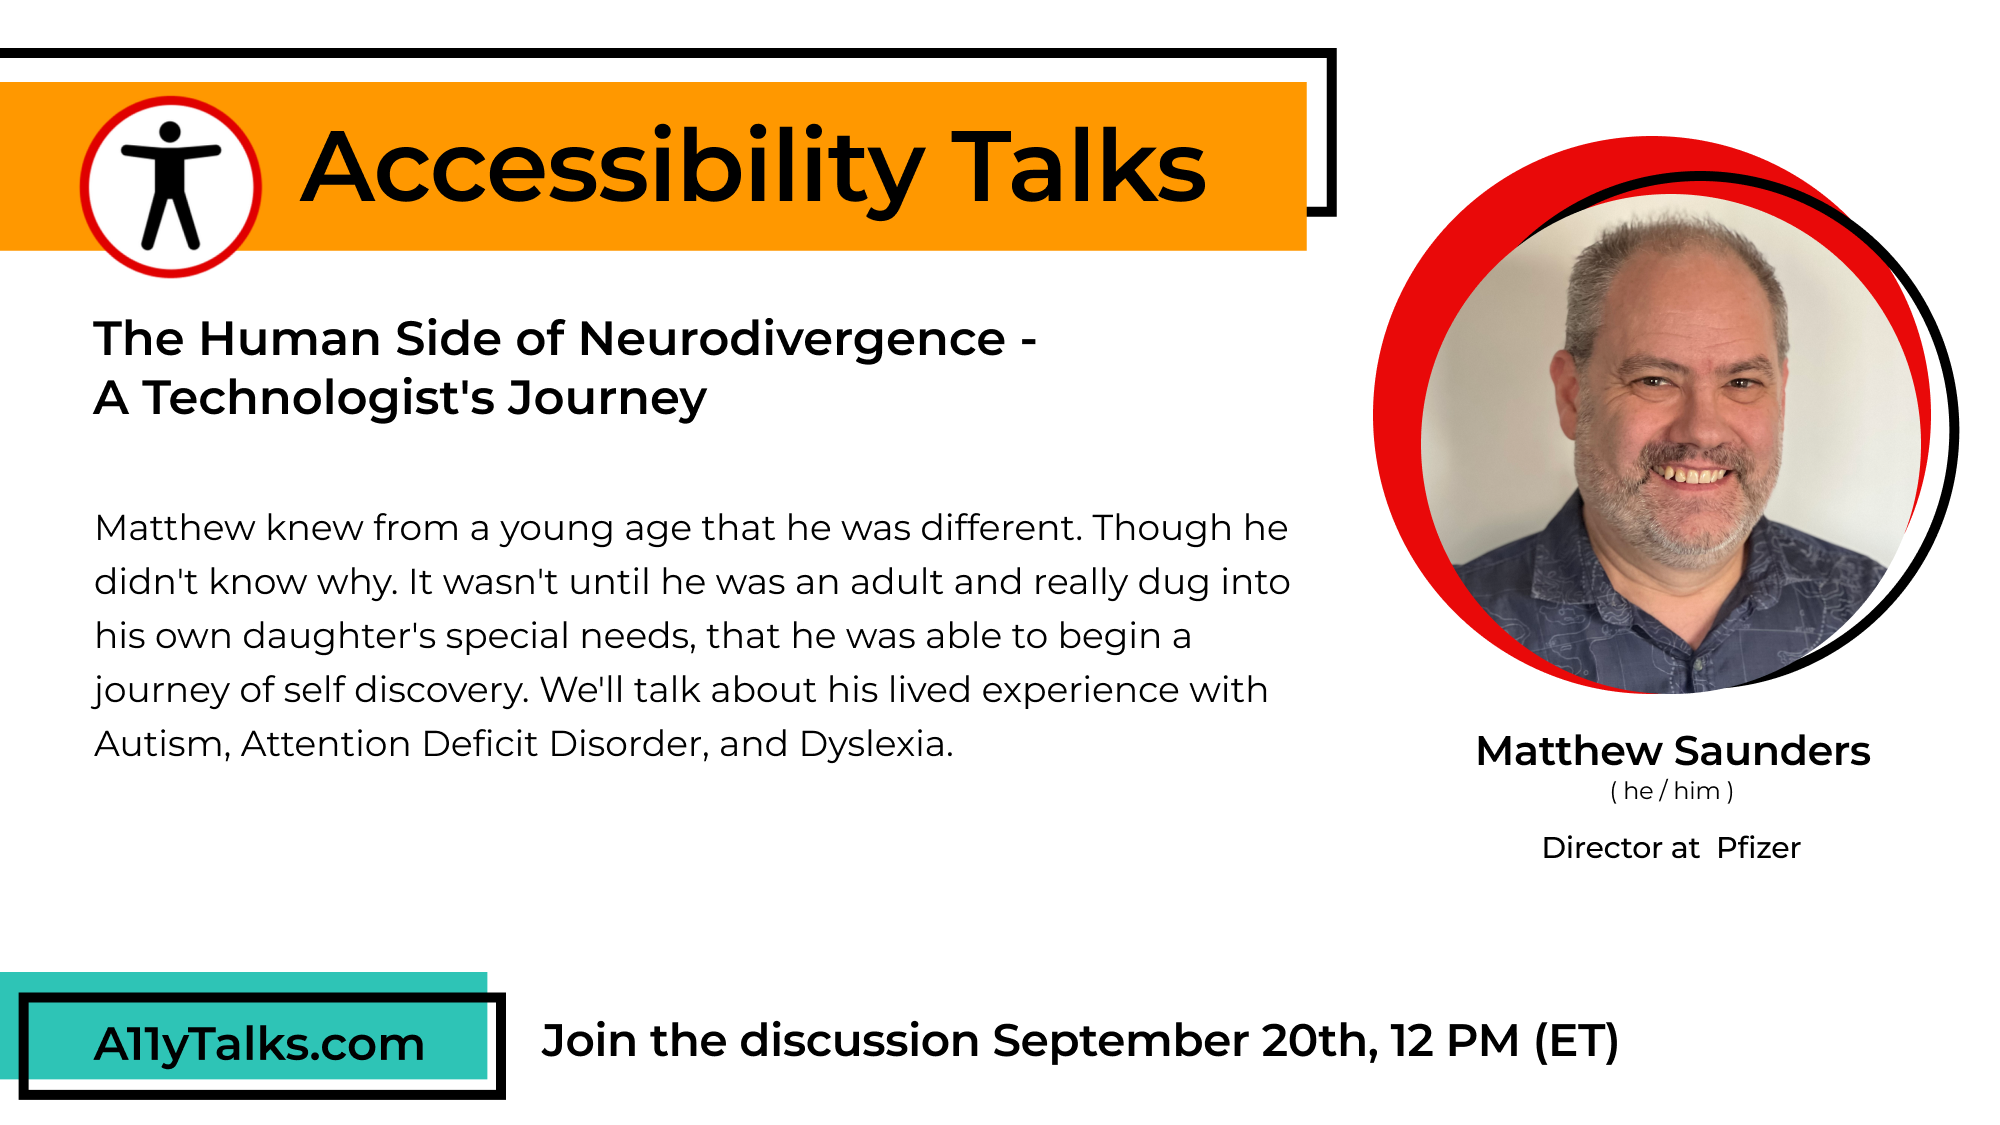 Accessibility Talks
The Human Side of Neurodivergence -
A Technologist's Journey
Matthew knew from a young age that he was different. Though he
didn't know why. It wasn't until he was an adult and really dug into
his own daughter's special needs, that he was able to begin a
journey of self discovery. We'll talk about his lived experience with
Autism, Attention Deficit Disorder, and Dyslexia.
Matthew Saunders
( he / him )
Director at  Pfizer
A11yTalks.com
Join the discussion September 20th, 12 PM (ET)